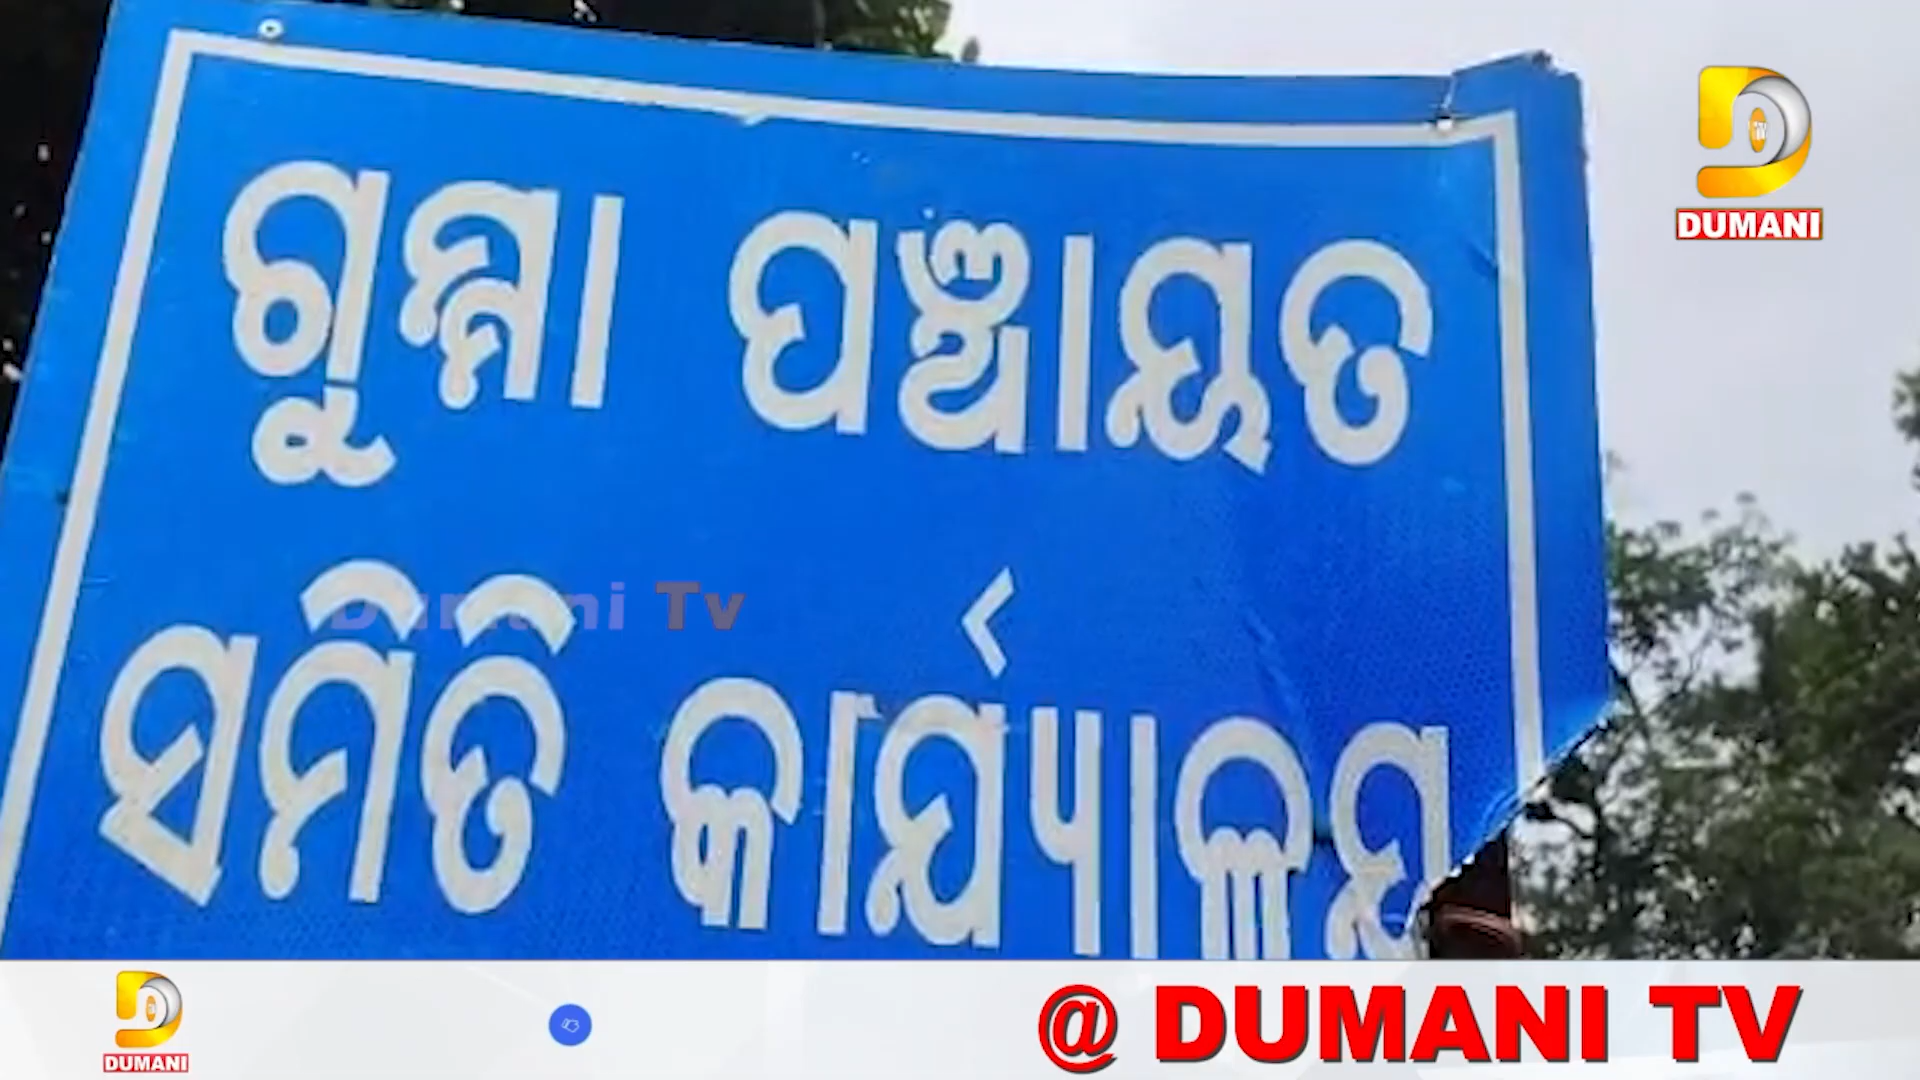 DUMANI
ଗୁମ୍ମା ପଞ୍ଚାୟତ
Dumani Tv
ସମିତି କାର୍ଯ୍ୟାଳୟ
DUMANI
@ DUMANI TV